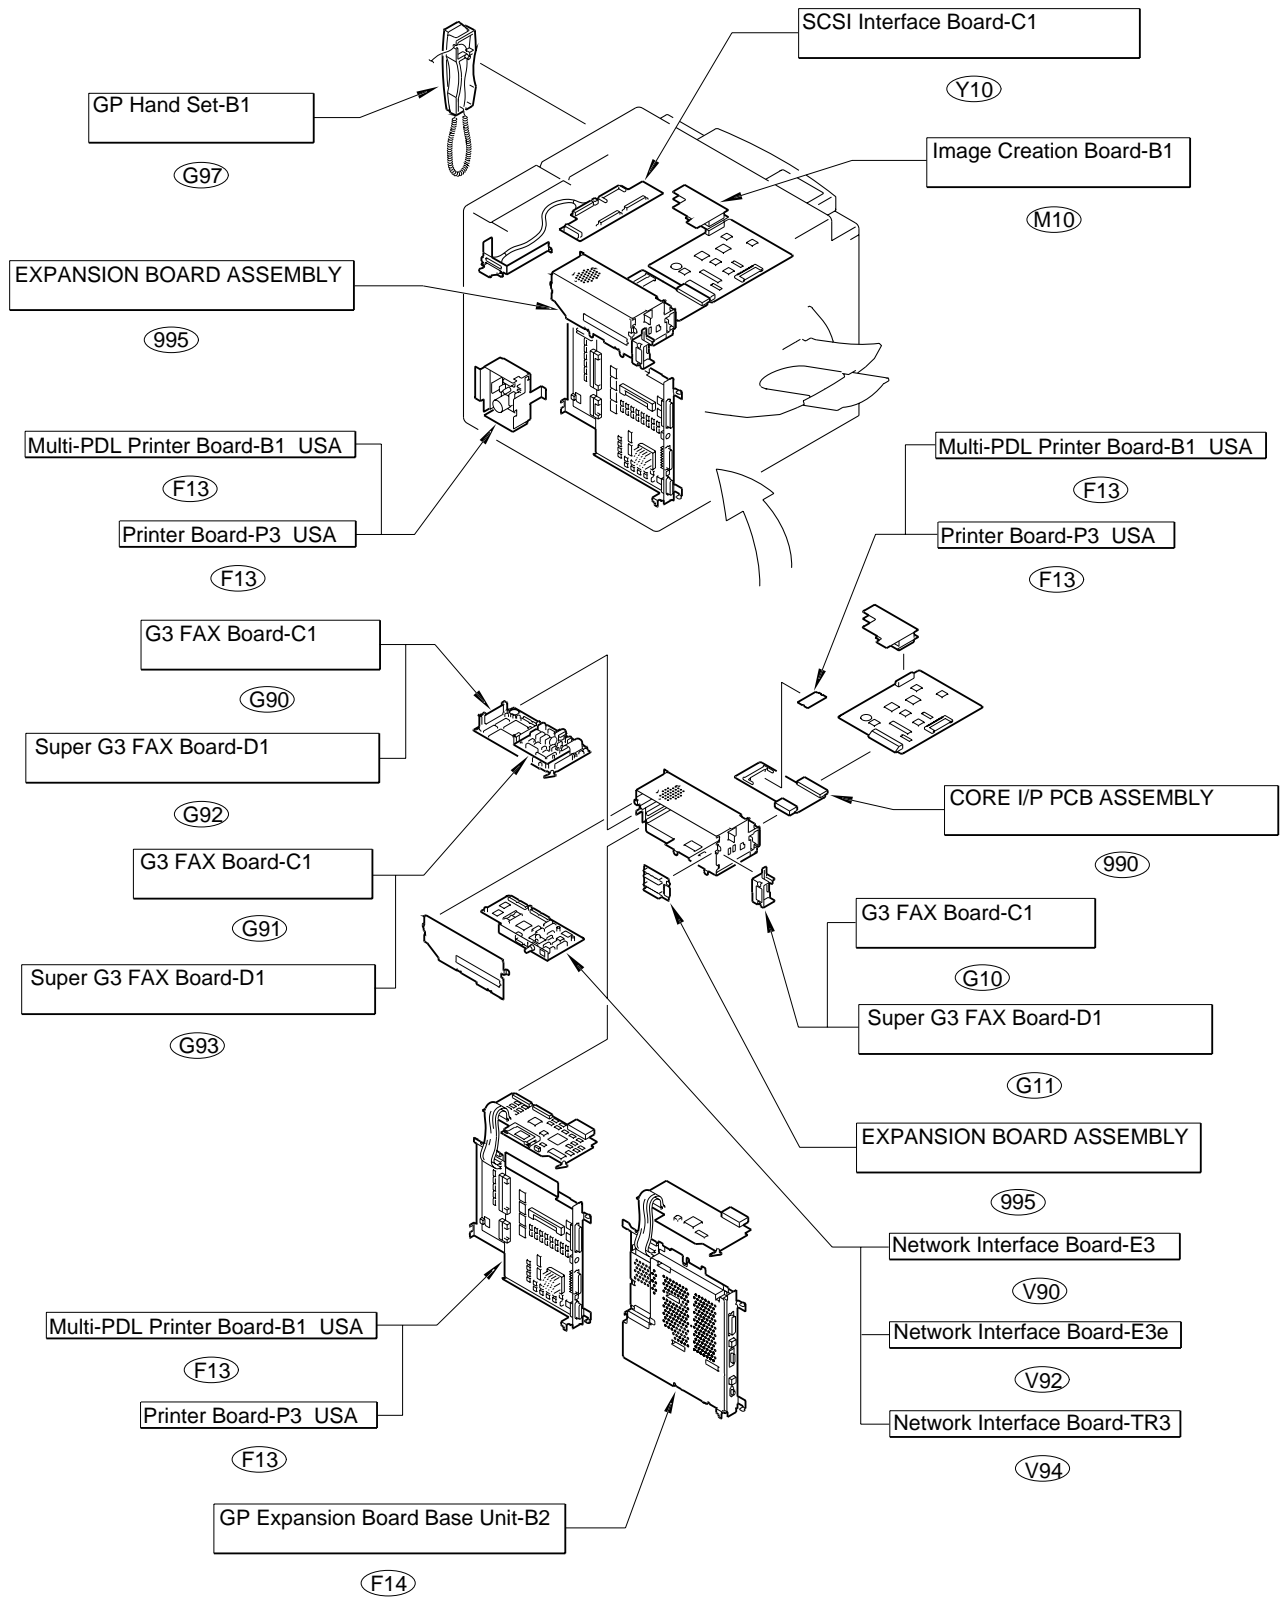 SCSI Interface Board-C1
Y10
GP Hand Set-B1
G97
Image Creation Board-B1
M10
EXPANSION BOARD ASSEMBLY
995
Multi-PDL Printer Board-B1 USA
F13
Printer Board-P3 USA
F13
Multi-PDL Printer Board-B1 USA
F13
Printer Board-P3 USA
F13
G3 FAX Board-C1
G90
Super G3 FAX Board-D1
G92
G3 FAX Board-C1
G91
Super G3 FAX Board-D1
G93
CORE I/P PCB ASSEMBLY
990
G3 FAX Board-C1
G10
Super G3 FAX Board-D1
G11
EXPANSION BOARD ASSEMBLY
995
Network Interface Board-E3
V90
Network Interface Board-E3e
V92
Network Interface Board-TR3
V94
Multi-PDL Printer Board-B1 USA
F13
Printer Board-P3 USA
F13
GP Expansion Board Base Unit-B2
F14